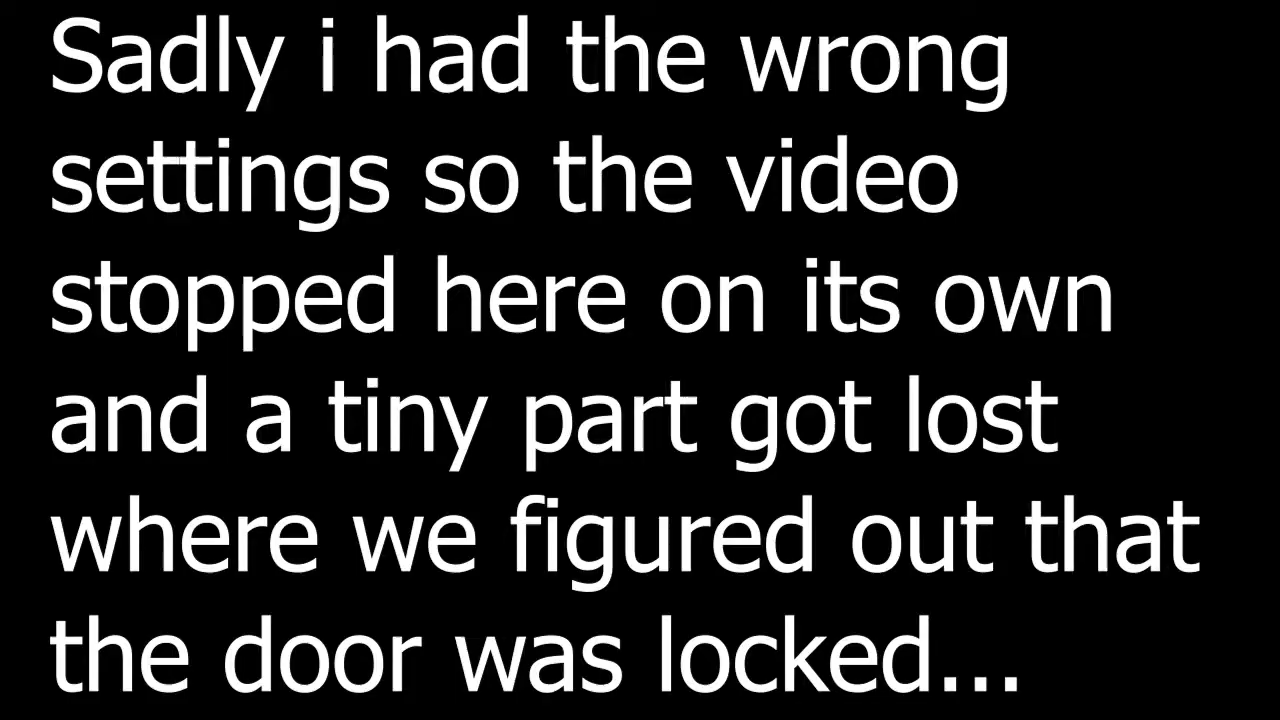 Sadly i had the wrong
settings so the video
stopped here on its own
and a tiny part got lost
where we figured out that
the door was locked...